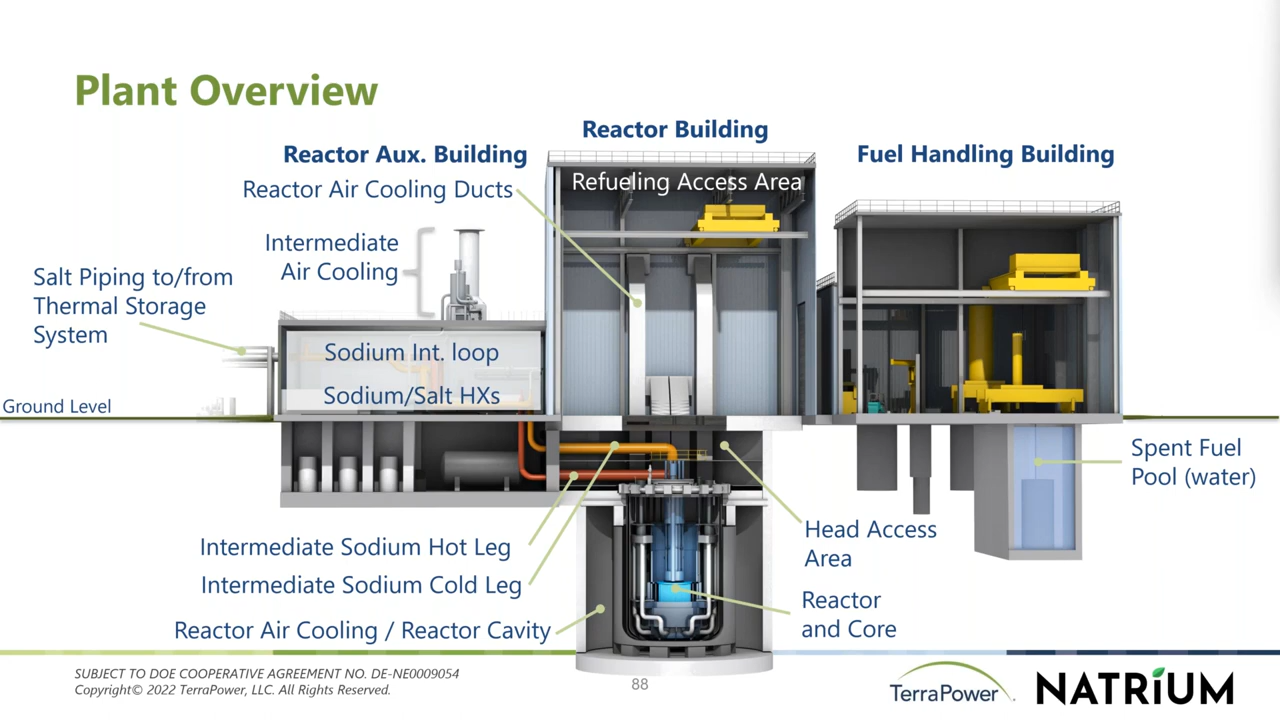 Plant Overview
Reactor Building
Reactor Aux. Building
Fuel Handling Building
Refueling Access Area
Reactor Air Cooling Ducts
Intermediate
Air Cooling
Salt Piping to/from
Thermal Storage
System
Sodium Int. loop
Sodium/Salt HXs
Ground Level
Spent Fuel
Pool (water)
Head Access
Area
Intermediate Sodium Hot Leg
Intermediate Sodium Cold Leg
Reactor
and Core
Reactor Air Cooling / Reactor Cavity
SUBJECT TO DOE COOPERATIVE AGREEMENT NO. DE-NE0009054
Copyright© 2022 TerraPower, LLC. All Rights Reserved.
88
TerraPower
NATRiUM